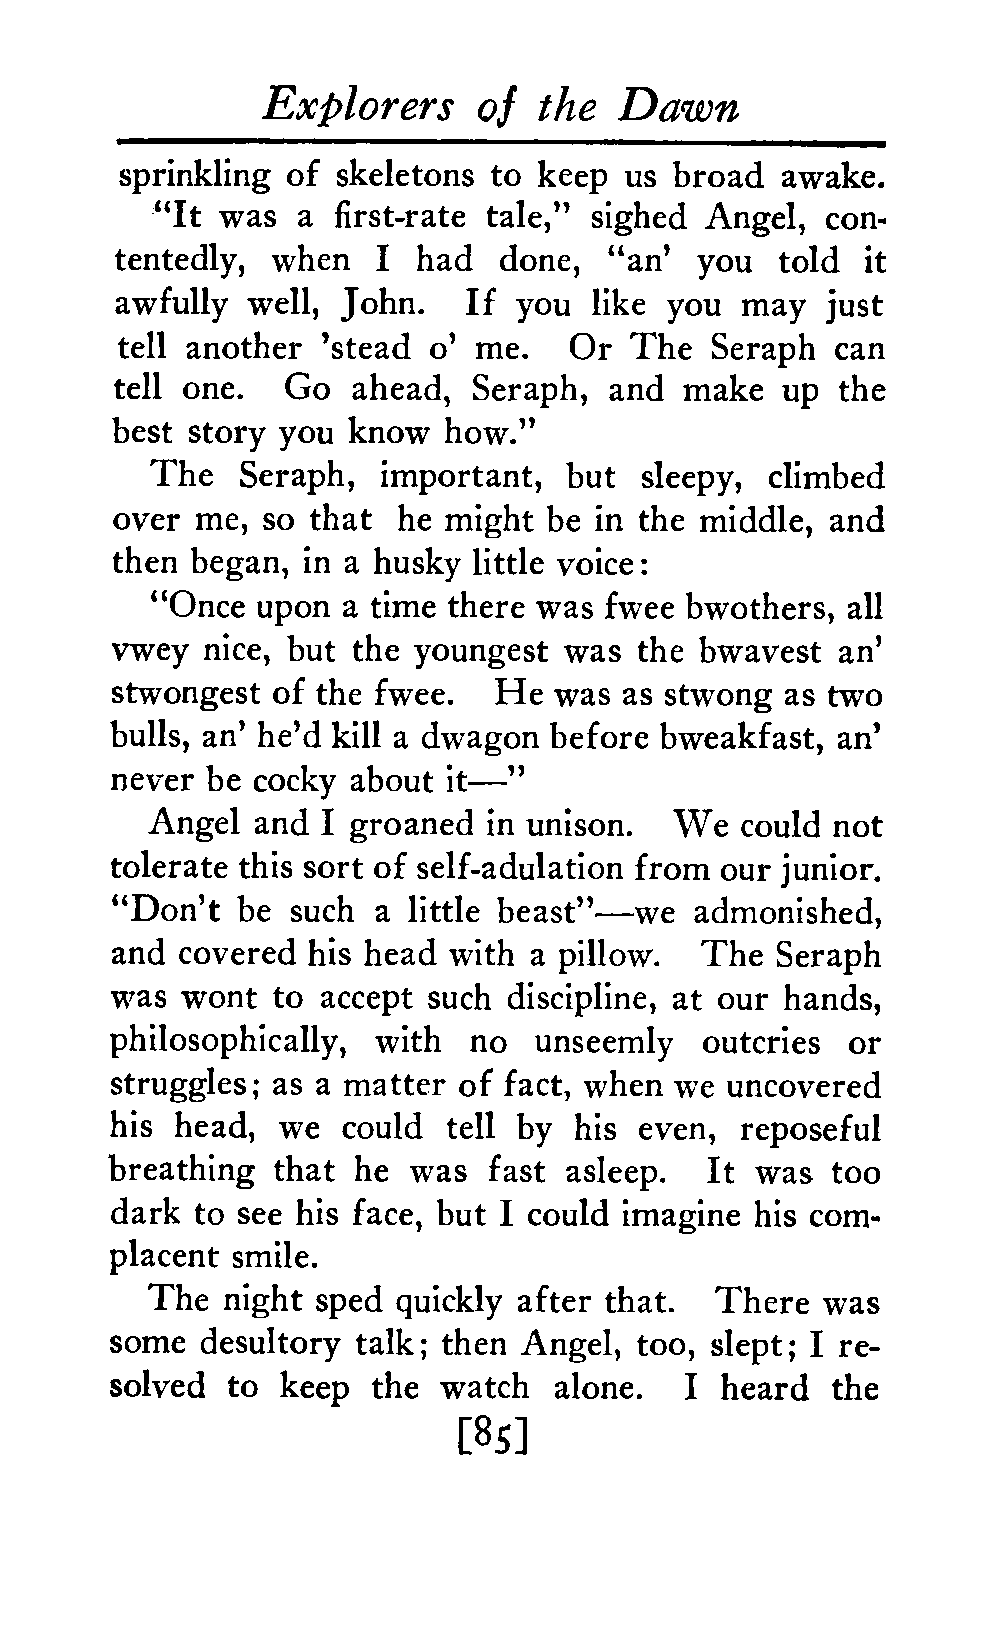 Explorers of the Dawn
sprinkling of skeletons to keep us broad awake.
"It was a first-rate tale," sighed Angel, con-
tentedly, when I had done, "an' you told it
awfully well, John. If you like you may just
tell another 'stead o' me. Or The Seraph can
tell one. Go ahead, Seraph, and make up the
best story you know how."
The Seraph, important, but sleepy, climbed
over me, so that he might be in the middle, and
then began, in a husky little voice:
"Once upon a time there was fwee bwothers, all
vwey nice, but the youngest was the bwavest an'
stwongest of the fwee. He was as stwong as two
bulls, an' he'd kill a dwagon before bweakfast, an'
never be cocky about it—"
Angel and I groaned in unison. We could not
tolerate this sort of self-adulation from our junior.
"Don't be such a little beast"—we admonished,
and covered his head with a pillow. The Seraph
was wont to accept such discipline, at our hands,
philosophically, with no unseemly outcries or
struggles; as a matter of fact, when we uncovered
his head, we could tell by his even, reposeful
breathing that he was fast asleep. It was too
dark to see his face, but I could imagine his com-
placent smile.
The night sped quickly after that. There was
some desultory talk; then Angel, too, slept; I re-
solved to keep the watch alone. I heard the
[85]